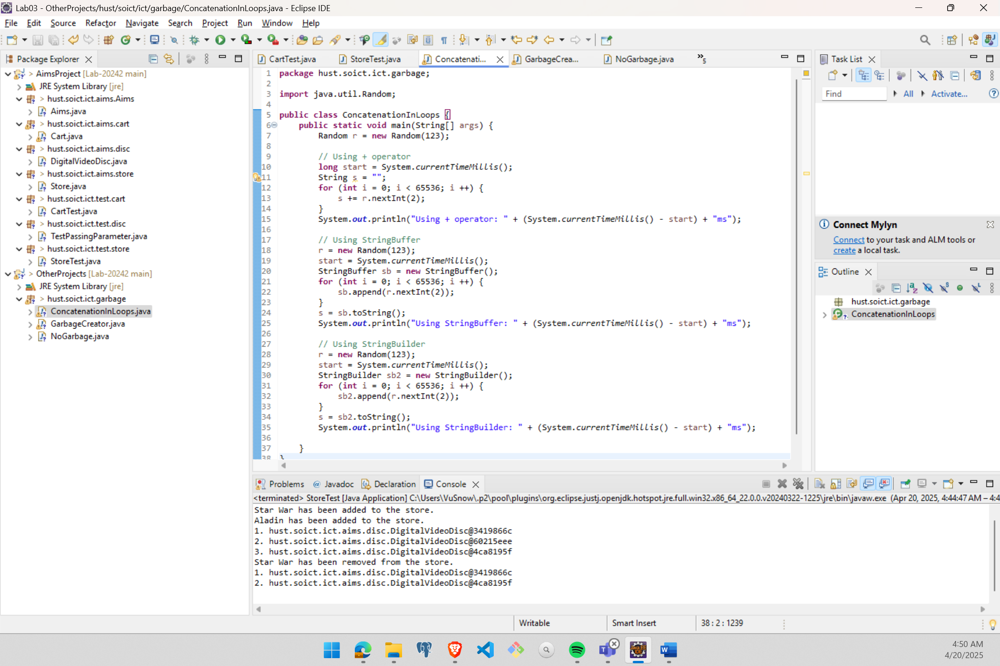 Lab03 - OtherProjects/hust/soict/ict/garbage/ConcatenationInLoops.java - Eclipse IDE
File Edit Source Refactor Navigate Search Project Run Window Help
Package Explorer
> AimsProject [Lab-20242 main]
JRE System Library [jre]
> hust.soict.ict.aims.Aims
Aims.java
> hust.soict.ict.aims.cart
Cart.java
> hust.soict.ict.aims.disc
DigitalVideoDisc.java
> hust.soict.ict.aims.store
Store.java
> hust.soict.ict.test.cart
CartTest.java
> hust.soict.ict.test.disc
TestPassingParameter.java
> hust.soict.ict.test.store
StoreTest.java
> OtherProjects [Lab-20242 main]
JRE System Library [jre]
> hust.soict.ict.garbage
ConcatenationInLoops.java
GarbageCreator.java
NoGarbage.java
CartTest.java StoreTest.java Concatenati... GarbageCrea... NoGarbage.java »5
1 package hust.soict.ict.garbage;
2
3 import java.util.Random;
4
5 public class ConcatenationInLoops {
6 public static void main(String[] args) {
7 Random r = new Random(123);
8
9 // Using + operator
10 long start = System.currentTimeMillis();
11 String s = "";
12 for (int i = 0; i < 65536; i ++) {
13 s += r.nextInt(2);
14 }
15 System.out.println("Using + operator: " + (System.currentTimeMillis() - start) + "ms");
16
17 // Using StringBuffer
18 r = new Random(123);
19 start = System.currentTimeMillis();
20 StringBuffer sb = new StringBuffer();
21 for (int i = 0; i < 65536; i ++) {
22 sb.append(r.nextInt(2));
23 }
24 s = sb.toString();
25 System.out.println("Using StringBuffer: " + (System.currentTimeMillis() - start) + "ms");
26
27 // Using StringBuilder
28 r = new Random(123);
29 start = System.currentTimeMillis();
30 StringBuilder sb2 = new StringBuilder();
31 for (int i = 0; i < 65536; i ++) {
32 sb2.append(r.nextInt(2));
33 }
34 s = sb2.toString();
35 System.out.println("Using StringBuilder: " + (System.currentTimeMillis() - start) + "ms");
36
37 }
38 }
Task List
Find All Activate...
Connect Mylyn
Connect to your task and ALM tools or
create a local task.
Outline
hust.soict.ict.garbage
ConcatenationInLoops
Problems @ Javadoc Declaration Console
<terminated> StoreTest [Java Application] C:\Users\VuSnow\.p2\pool\plugins\org.eclipse.justj.openjdk.hotspot.jre.full.win32.x86_64_22.0.0.v20240322-1225\jre\bin\javaw.exe (Apr 20, 2025, 4:44:47 AM – 4:4
Star War has been added to the store.
Aladin has been added to the store.
1. hust.soict.ict.aims.disc.DigitalVideoDisc@3419866c
2. hust.soict.ict.aims.disc.DigitalVideoDisc@60215eee
3. hust.soict.ict.aims.disc.DigitalVideoDisc@4ca8195f
Star War has been removed from the store.
1. hust.soict.ict.aims.disc.DigitalVideoDisc@3419866c
2. hust.soict.ict.aims.disc.DigitalVideoDisc@4ca8195f
Writable Smart Insert 38 : 2 : 1239
Java EE
IDE
4:50 AM
4/20/2025